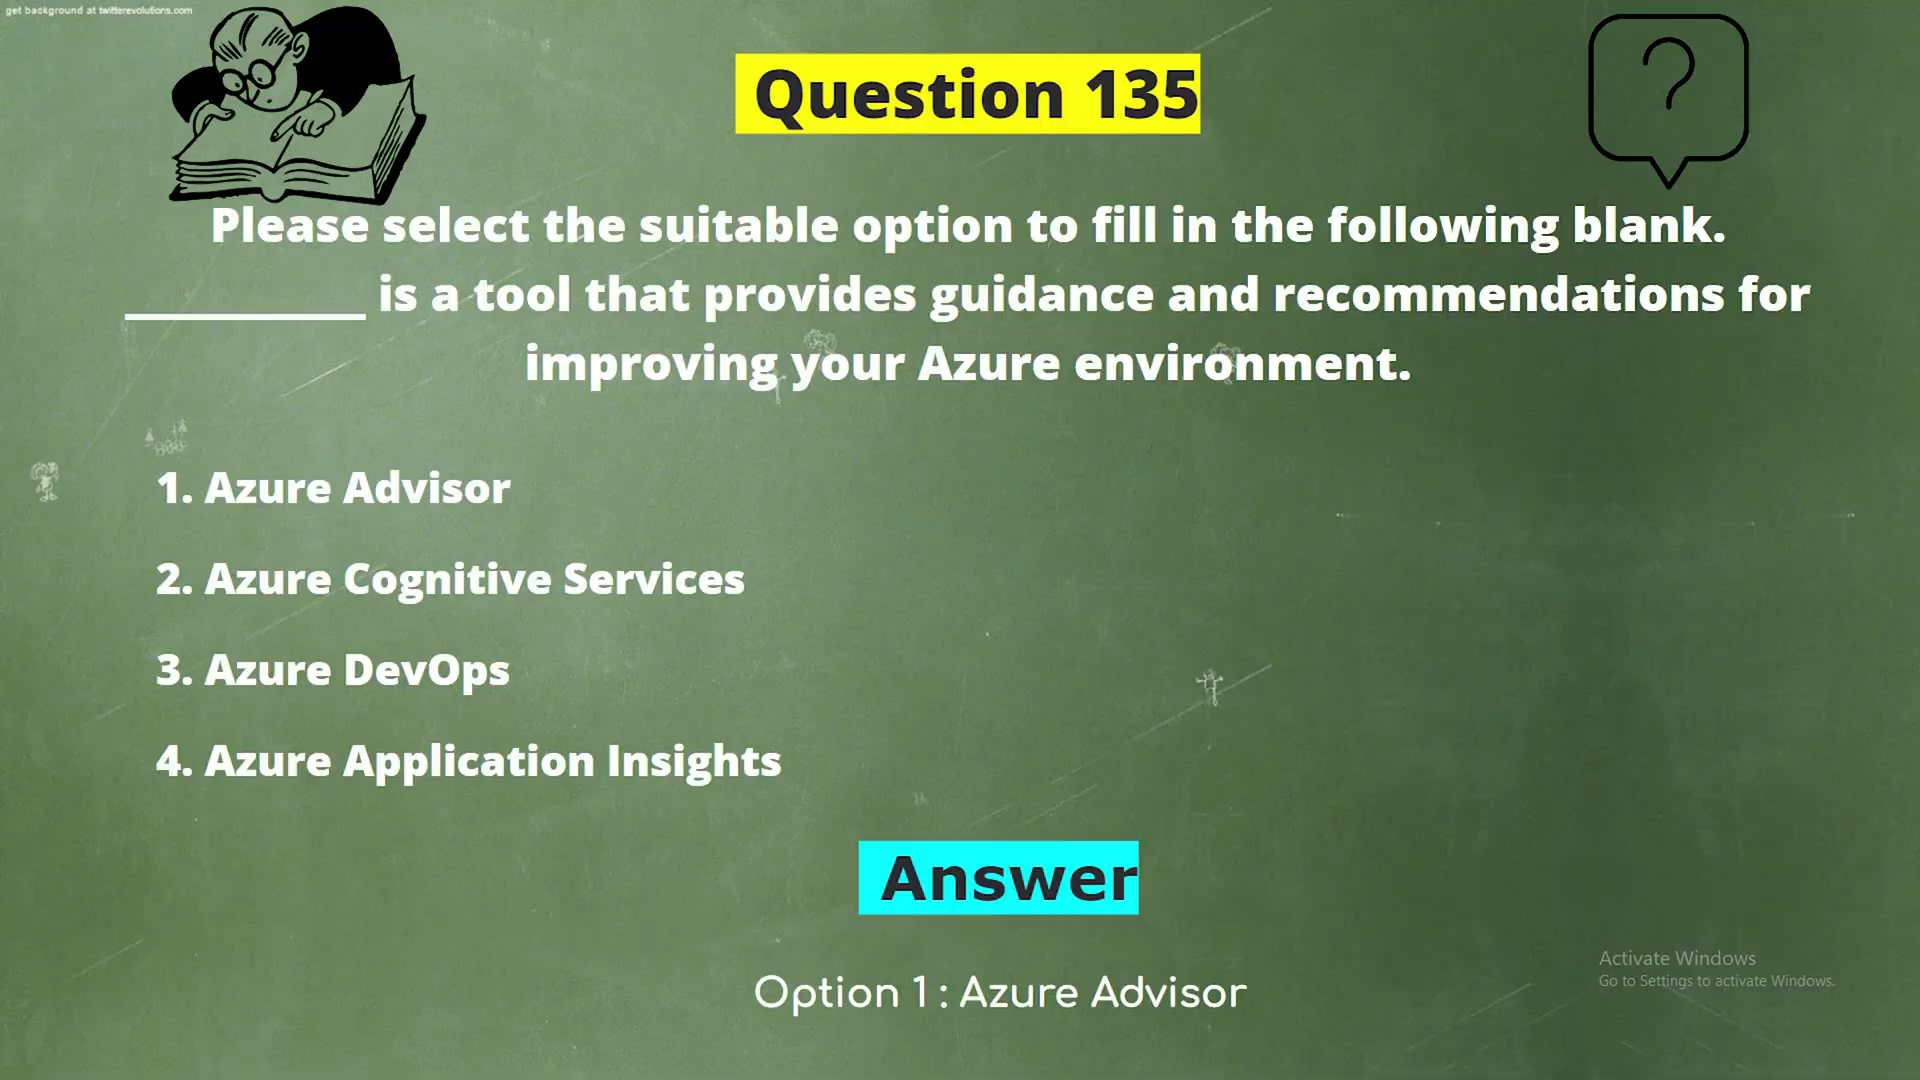 get background at twitterevolutions.com
Question 135
?
Please select the suitable option to fill in the following blank.
__________ is a tool that provides guidance and recommendations for
improving your Azure environment.
1. Azure Advisor
2. Azure Cognitive Services
3. Azure DevOps
4. Azure Application Insights
Answer
Option 1 : Azure Advisor
Activate Windows
Go to Settings to activate Windows.